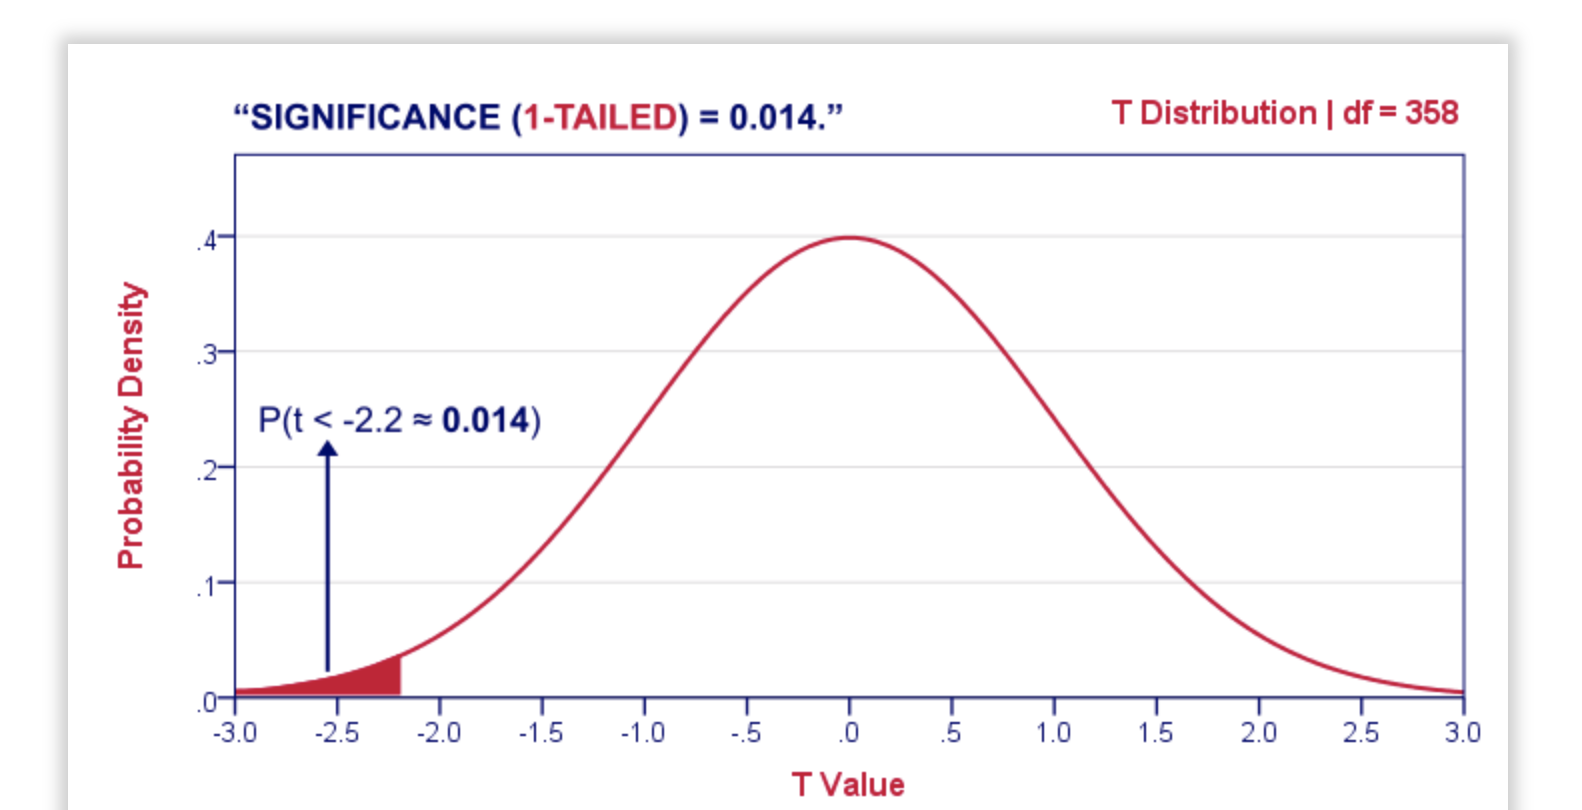 “SIGNIFICANCE (1-TAILED) = 0.014.”
T Distribution | df = 358
Probability Density
.4
.3
P(t < -2.2 ≈ 0.014)
.2
.1
.0
-3.0 -2.5 -2.0 -1.5 -1.0 -.5 .0 .5 1.0 1.5 2.0 2.5 3.0
T Value